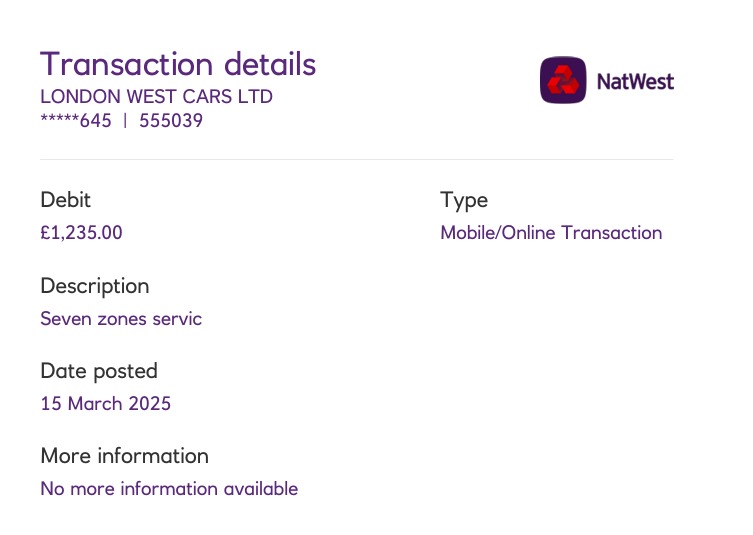 Transaction details
LONDON WEST CARS LTD
*****645 | 555039
NatWest
Debit
£1,235.00
Type
Mobile/Online Transaction
Description
Seven zones servic
Date posted
15 March 2025
More information
No more information available